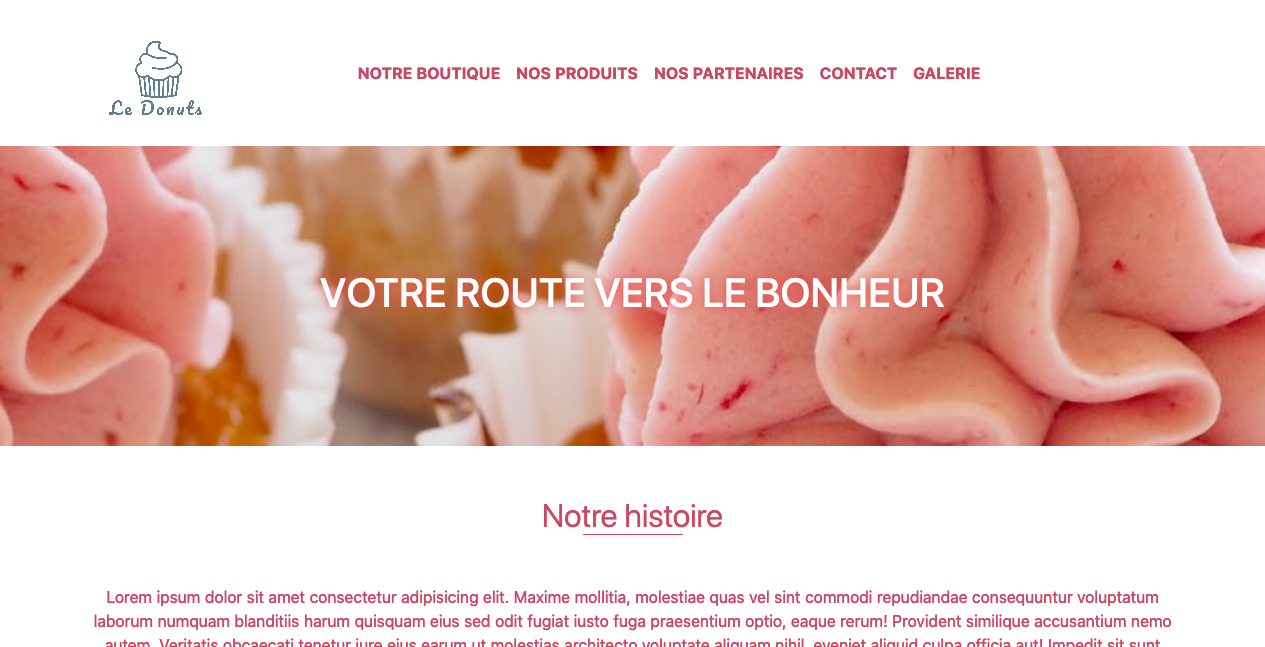 Le Donuts
NOTRE BOUTIQUE NOS PRODUITS NOS PARTENAIRES CONTACT GALERIE
VOTRE ROUTE VERS LE BONHEUR
Notre histoire
Lorem ipsum dolor sit amet consectetur adipisicing elit. Maxime mollitia, molestiae quas vel sint commodi repudiandae consequuntur voluptatum
laborum numquam blanditiis harum quisquam eius sed odit fugiat iusto fuga praesentium optio, eaque rerum! Provident similique accusantium nemo
autem. Veritatis obcaecati tenetur iure eius earum ut molestias architecto voluptate aliquam nihil, eveniet aliquid culpa officia aut! Impedit sit sunt